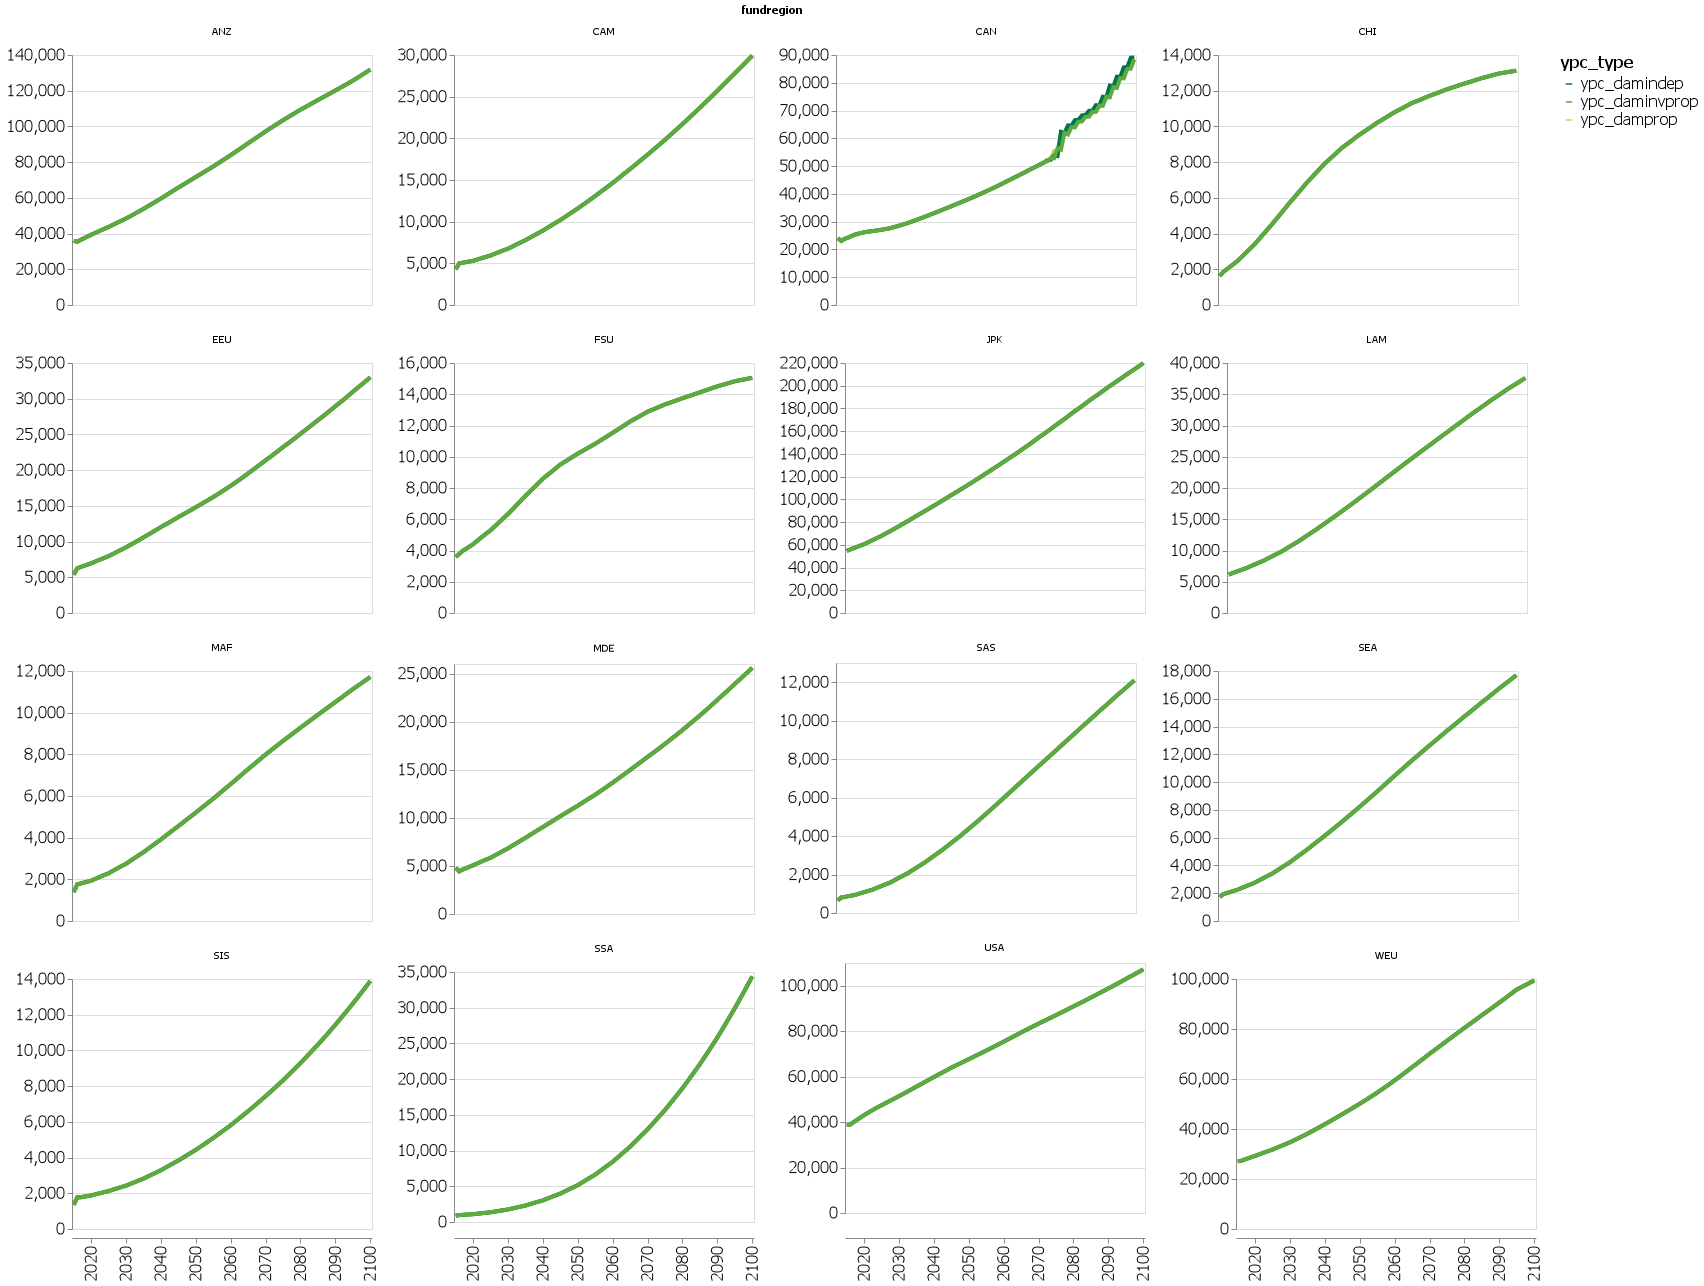 fundregion
ANZ CAM CAN CHI
140,000 120,000 100,000 80,000 60,000 40,000 20,000 0
30,000 25,000 20,000 15,000 10,000 5,000 0
90,000 80,000 70,000 60,000 50,000 40,000 30,000 20,000 10,000 0
14,000 12,000 10,000 8,000 6,000 4,000 2,000 0
ypc_type
ypc_damindep
ypc_daminvprop
ypc_damprop
EEU FSU JPK LAM
35,000 30,000 25,000 20,000 15,000 10,000 5,000 0
16,000 14,000 12,000 10,000 8,000 6,000 4,000 2,000 0
220,000 200,000 180,000 160,000 140,000 120,000 100,000 80,000 60,000 40,000 20,000 0
40,000 35,000 30,000 25,000 20,000 15,000 10,000 5,000 0
MAF MDE SAS SEA
12,000 10,000 8,000 6,000 4,000 2,000 0
25,000 20,000 15,000 10,000 5,000 0
12,000 10,000 8,000 6,000 4,000 2,000 0
18,000 16,000 14,000 12,000 10,000 8,000 6,000 4,000 2,000 0
SIS SSA USA WEU
14,000 12,000 10,000 8,000 6,000 4,000 2,000 0
35,000 30,000 25,000 20,000 15,000 10,000 5,000 0
100,000 80,000 60,000 40,000 20,000 0
100,000 80,000 60,000 40,000 20,000 0
2020 2030 2040 2050 2060 2070 2080 2090 2100
2020 2030 2040 2050 2060 2070 2080 2090 2100
2020 2030 2040 2050 2060 2070 2080 2090 2100
2020 2030 2040 2050 2060 2070 2080 2090 2100